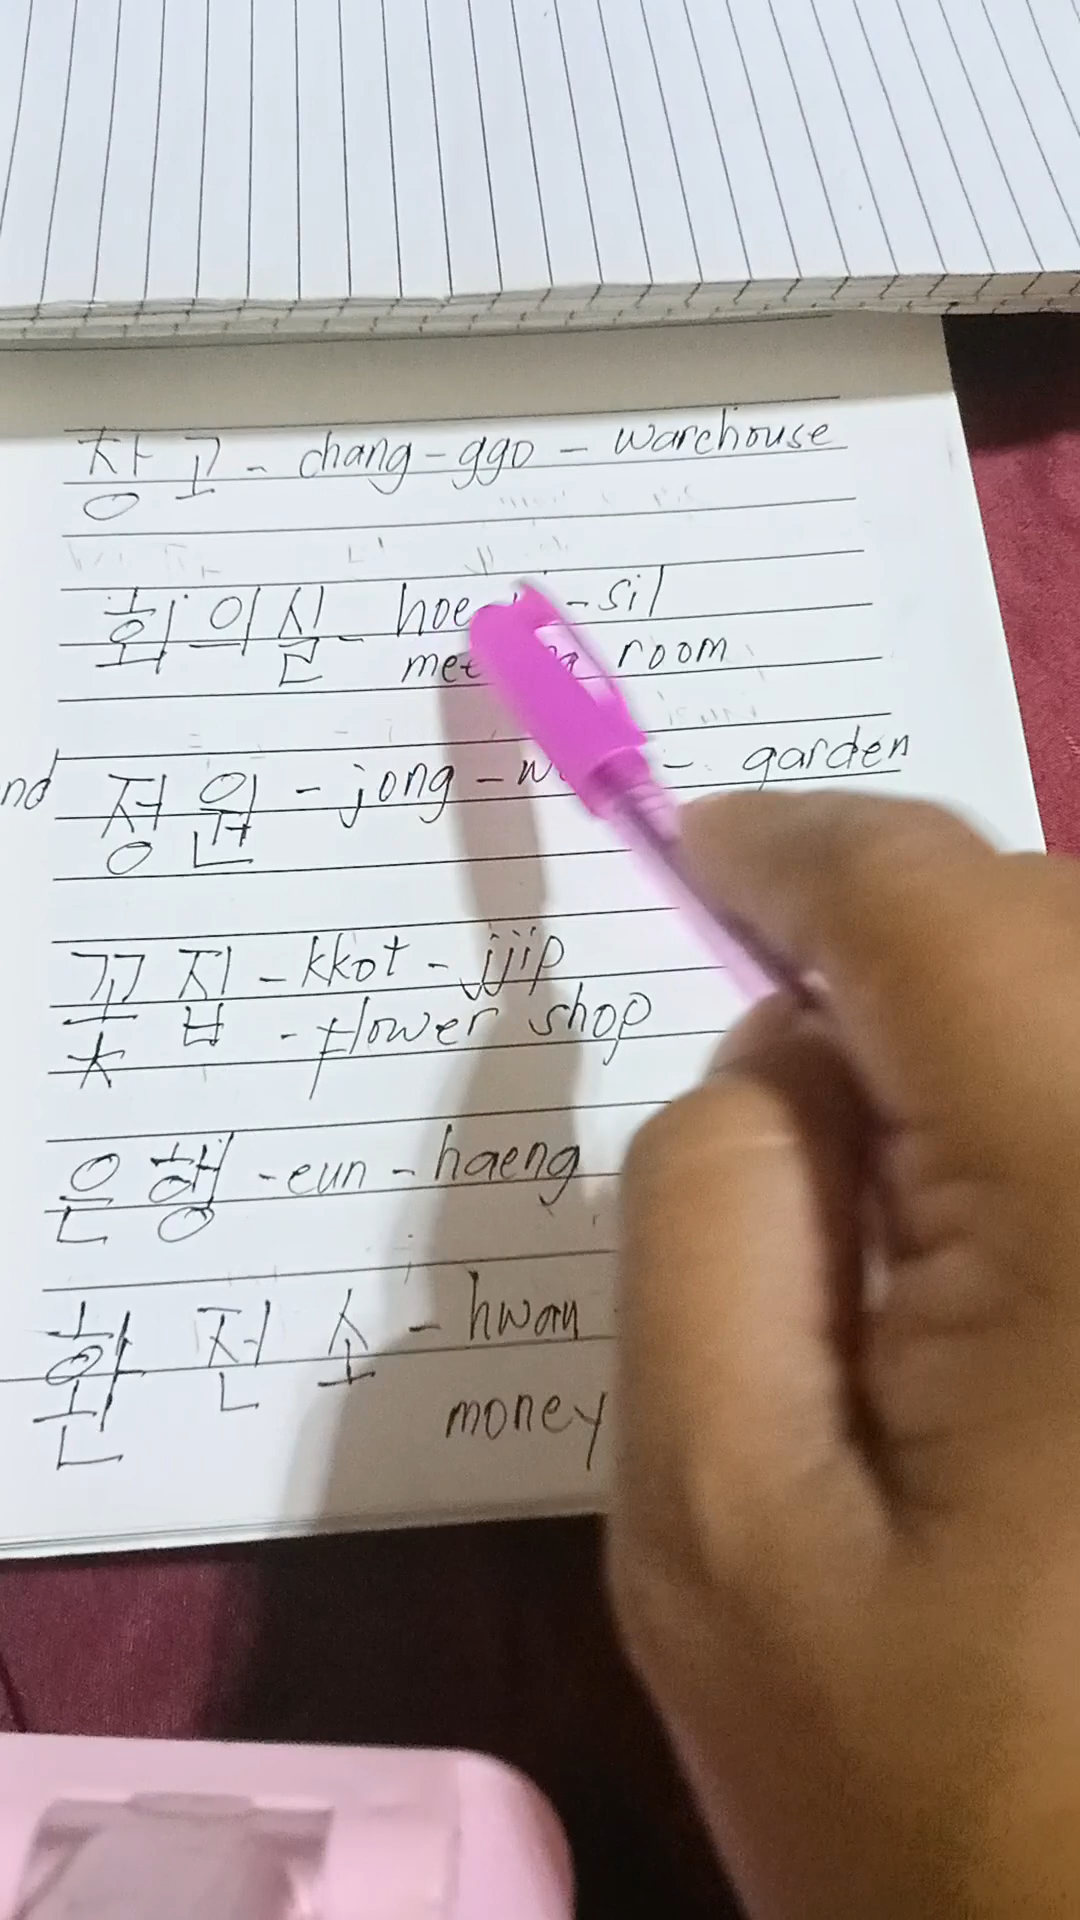 창고 - chang-ggo - warehouse
회의실 - hoe - sil
room
nd 정원 - jong - - garden
꽃집 - kkot - jjip
- flower shop
은행 - eun - haeng
환전소 - hwan
money